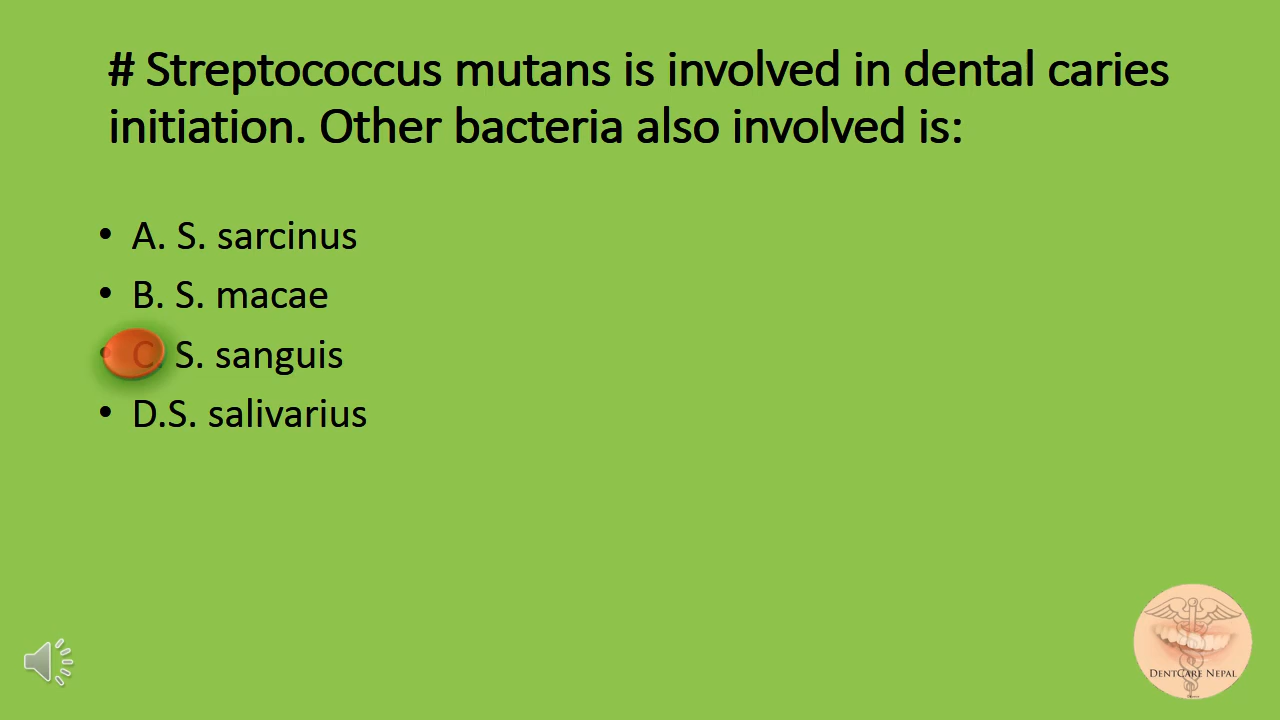 # Streptococcus mutans is involved in dental caries
initiation. Other bacteria also involved is:
• A. S. sarcinus
• B. S. macae
• C. S. sanguis
• D.S. salivarius
DENTCARE NEPAL